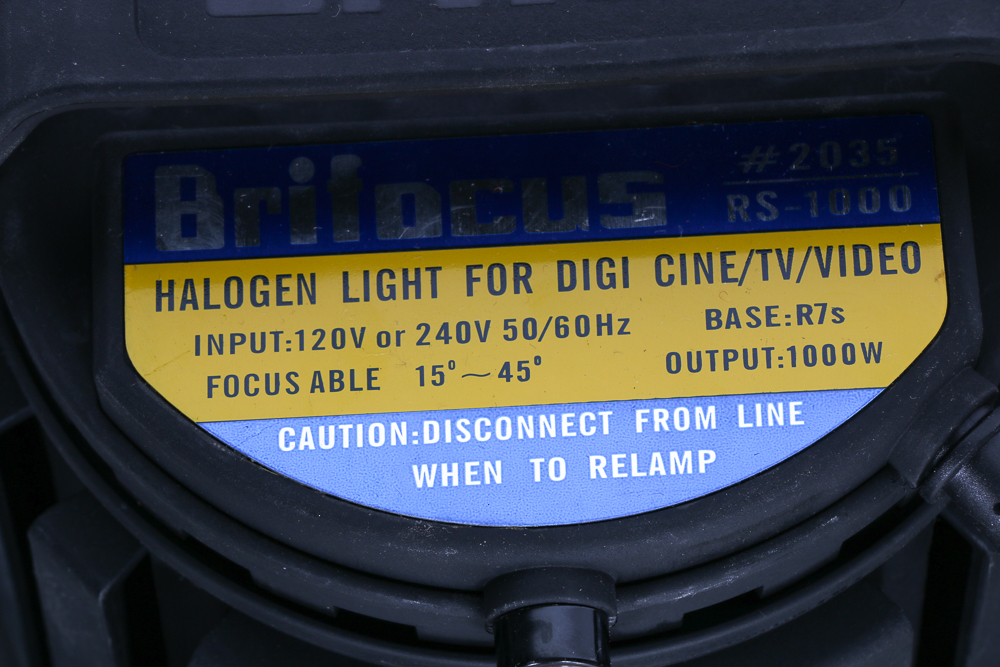 Brifocus
# 2035
RS-1000
HALOGEN LIGHT FOR DIGI CINE/TV/VIDEO
INPUT:120V or 240V 50/60Hz BASE:R7s
FOCUS ABLE 15°~45° OUTPUT:1000W
CAUTION:DISCONNECT FROM LINE
WHEN TO RELAMP